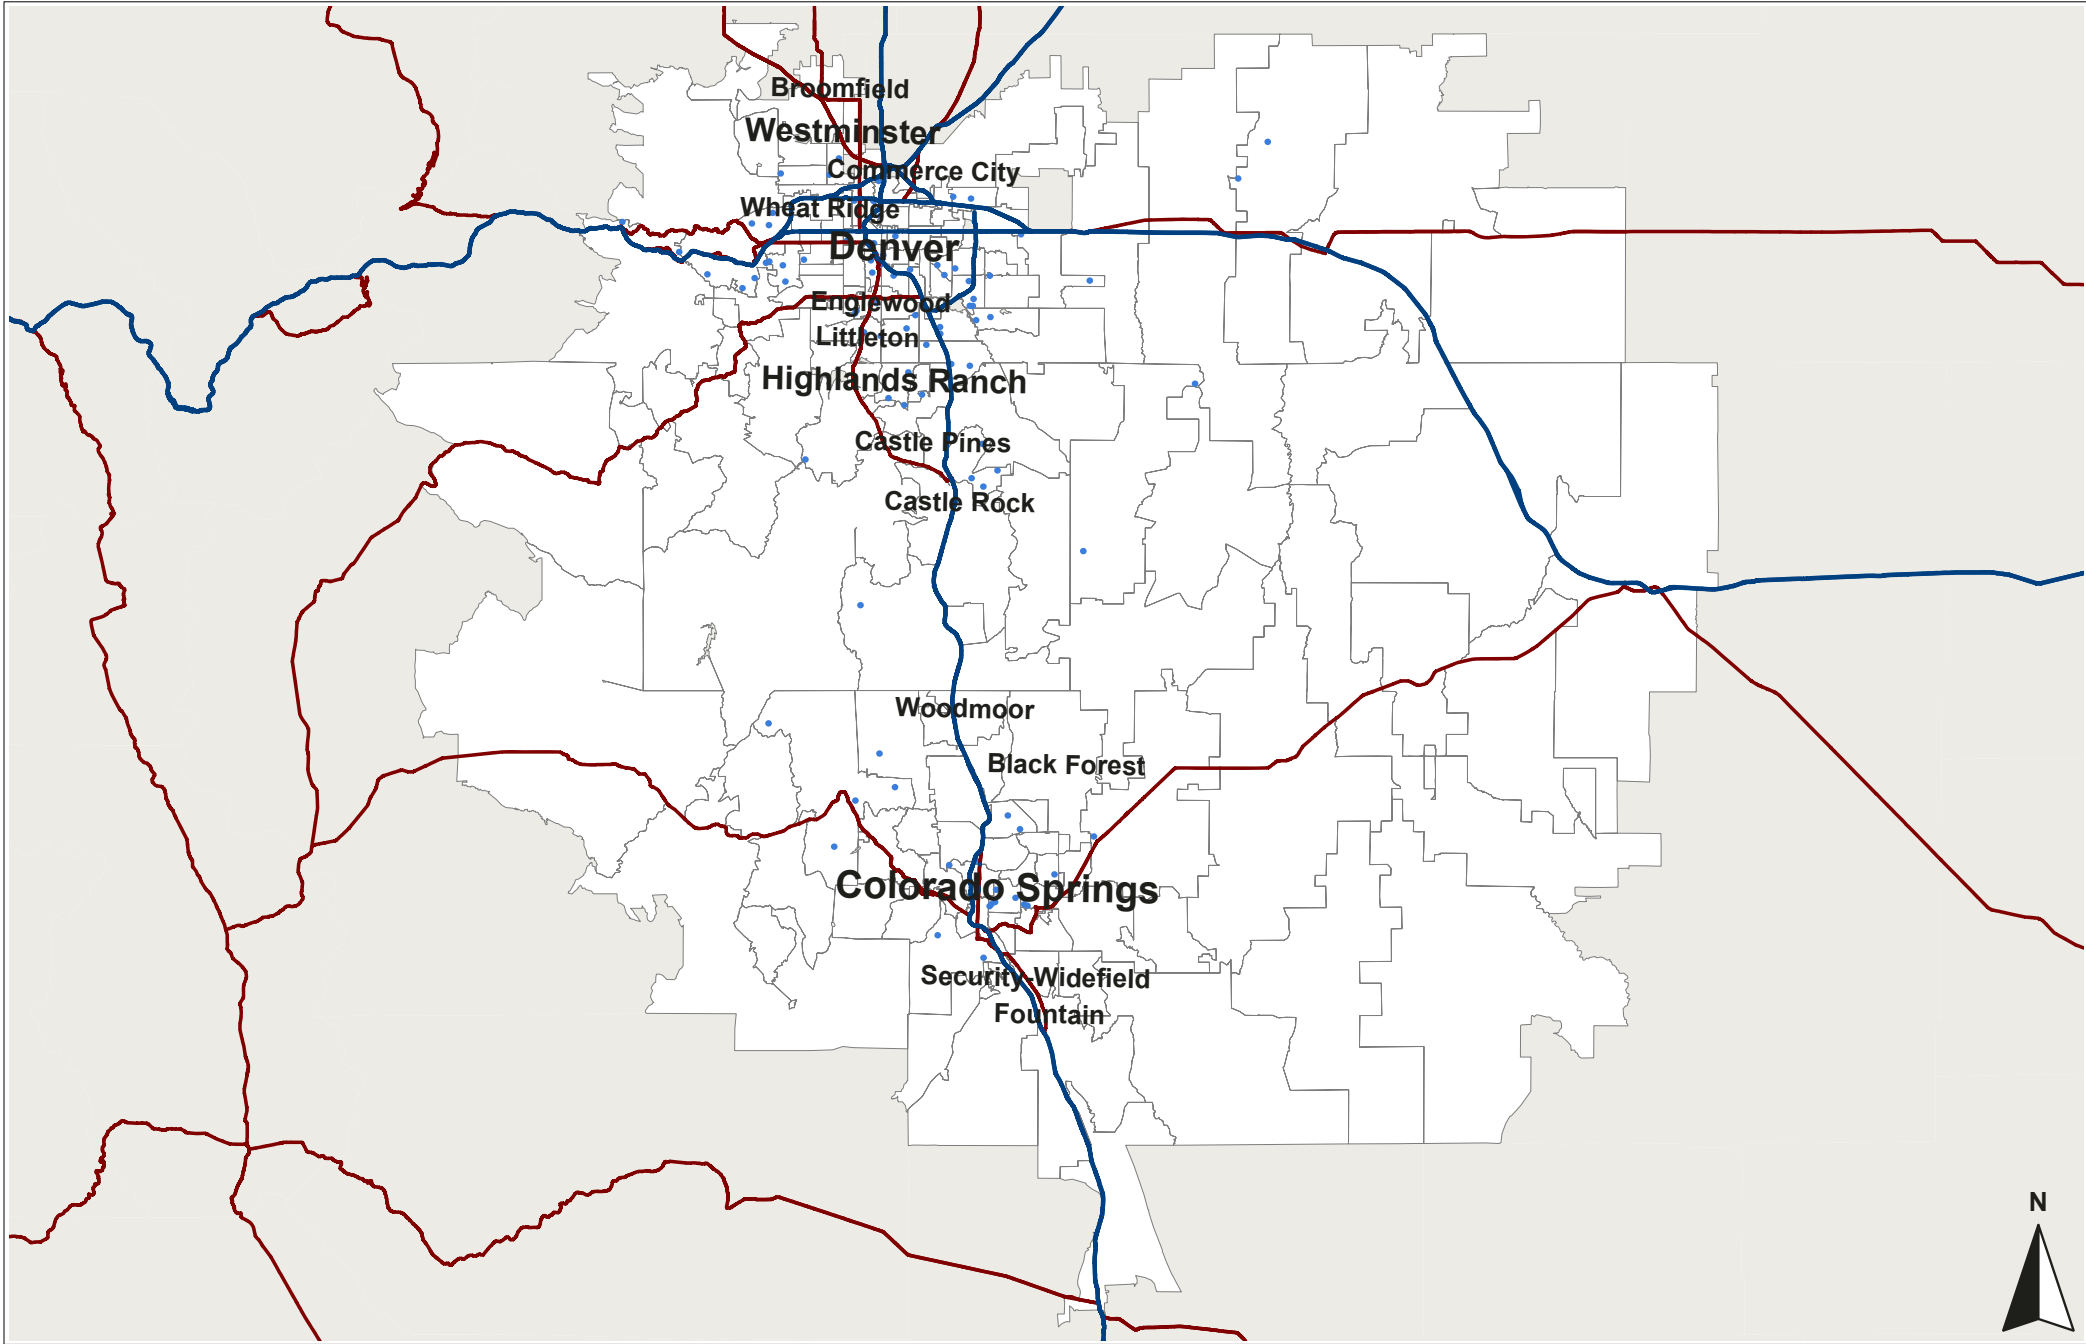 Broomfield
Westminster
Commerce City
Wheat Ridge
Denver
Englewood
Littleton
Highlands Ranch
Castle Pines
Castle Rock
Woodmoor
Black Forest
Colorado Springs
Security-Widefield
Fountain
N